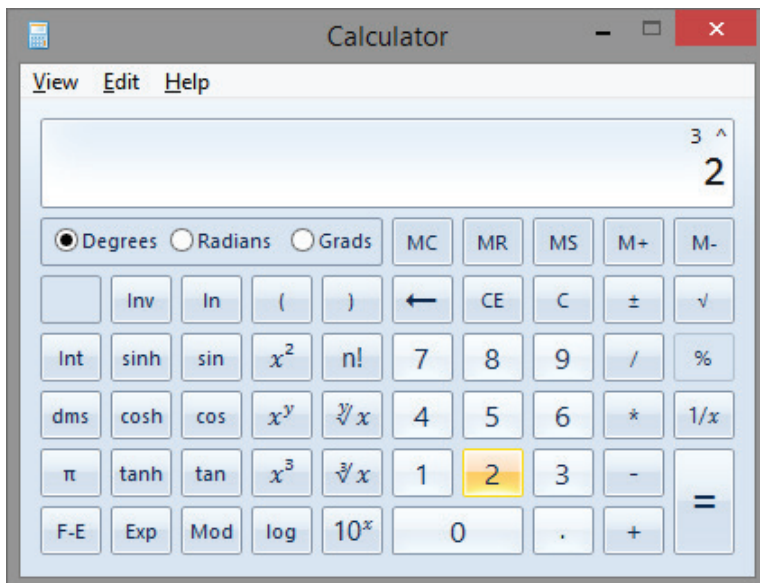 Calculator
View Edit Help
3 ^
2
Degrees Radians Grads MC MR MS M+ M-
Inv ln ( ) ← CE C ± √
Int sinh sin x² n! 7 8 9 / %
dms cosh cos xʸ ʸ√x 4 5 6 * 1/x
π tanh tan x³ ³√x 1 2 3 - =
F-E Exp Mod log 10ˣ 0 . +